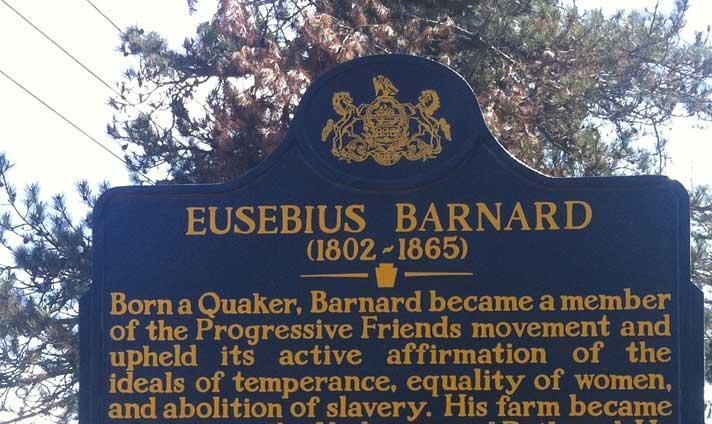 EUSEBIUS BARNARD
(1802~1865)
Born a Quaker, Barnard became a member
of the Progressive Friends movement and
upheld its active affirmation of the
ideals of temperance, equality of women,
and abolition of slavery. His farm became